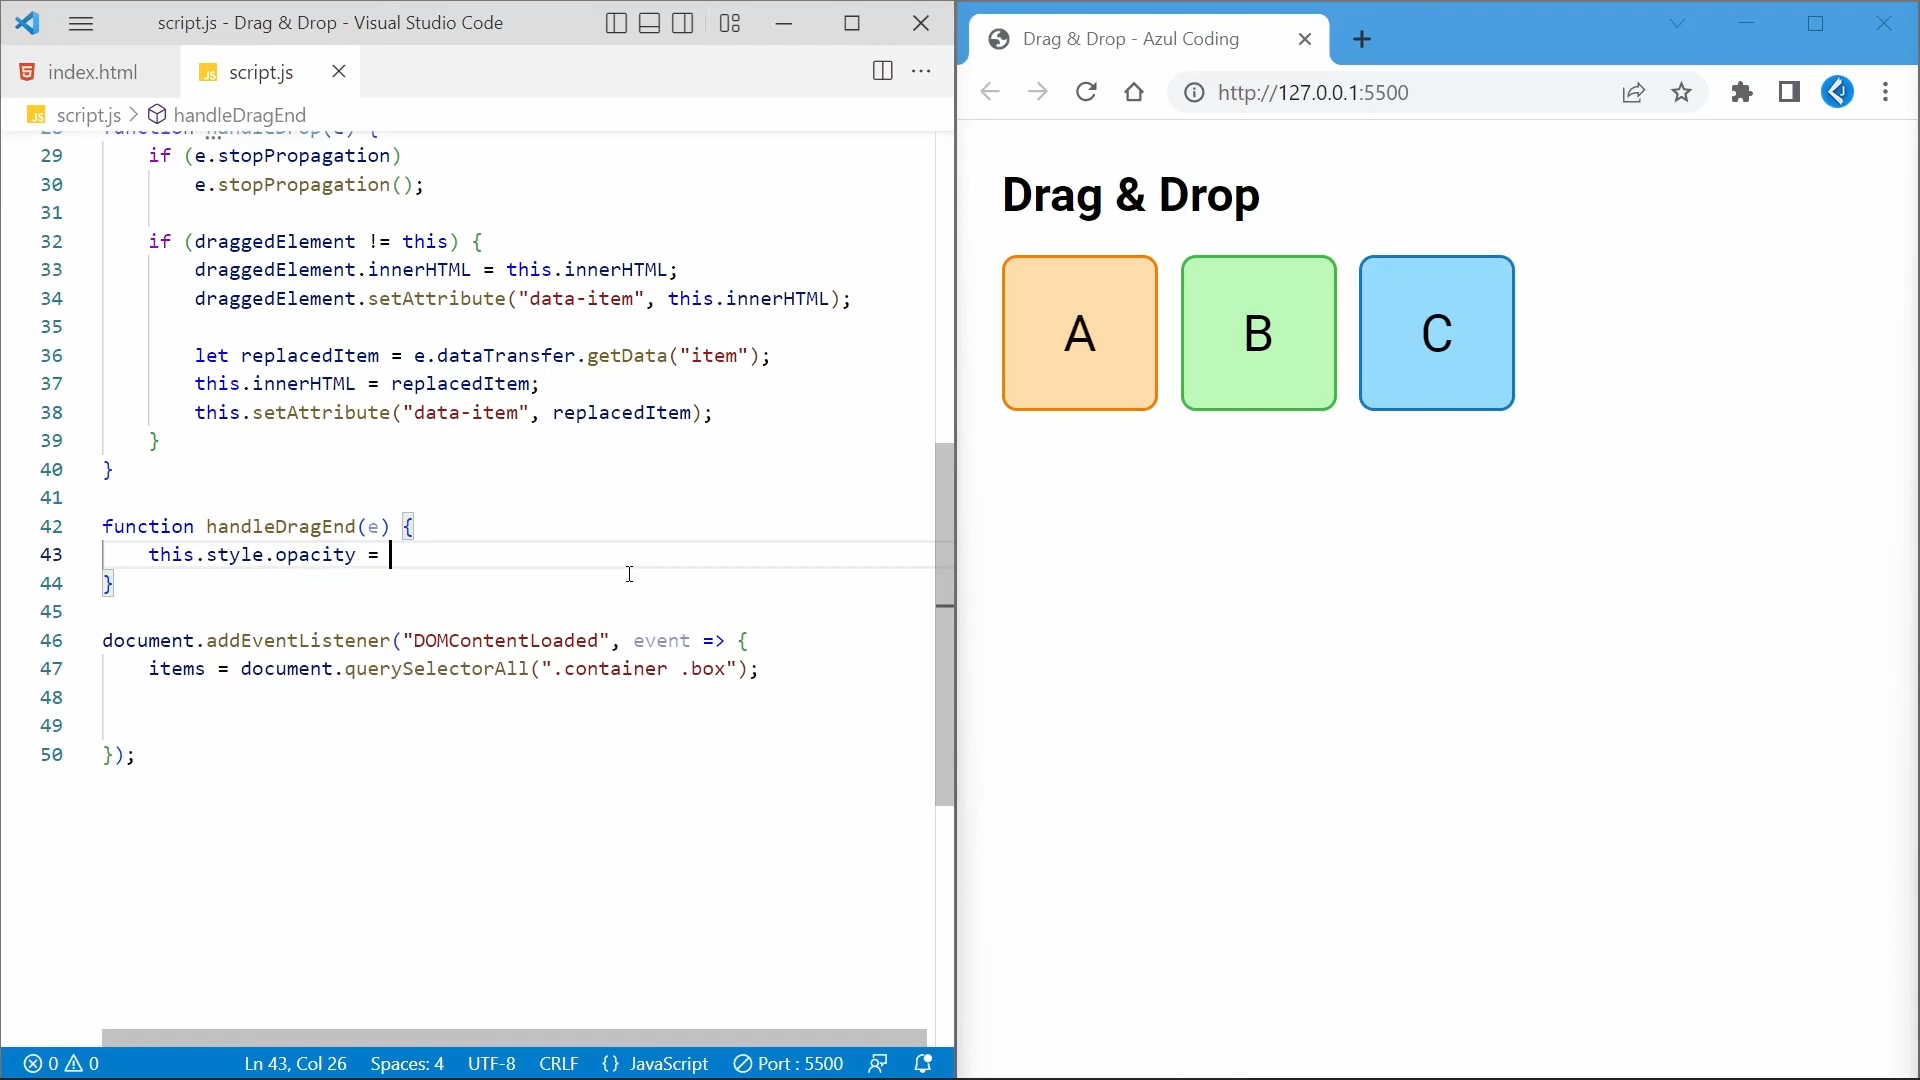 script.js - Drag & Drop - Visual Studio Code
index.html
JS script.js
JS script.js > handleDragEnd
28 function handleDrop(e) {
29 if (e.stopPropagation)
30 e.stopPropagation();
31
32 if (draggedElement != this) {
33 draggedElement.innerHTML = this.innerHTML;
34 draggedElement.setAttribute("data-item", this.innerHTML);
35
36 let replacedItem = e.dataTransfer.getData("item");
37 this.innerHTML = replacedItem;
38 this.setAttribute("data-item", replacedItem);
39 }
40 }
41
42 function handleDragEnd(e) {
43 this.style.opacity =
44 }
45
46 document.addEventListener("DOMContentLoaded", event => {
47 items = document.querySelectorAll(".container .box");
48
49
50 });
0 0 Ln 43, Col 26 Spaces: 4 UTF-8 CRLF {} JavaScript Port : 5500
Drag & Drop - Azul Coding
http://127.0.0.1:5500
Drag & Drop
A B C